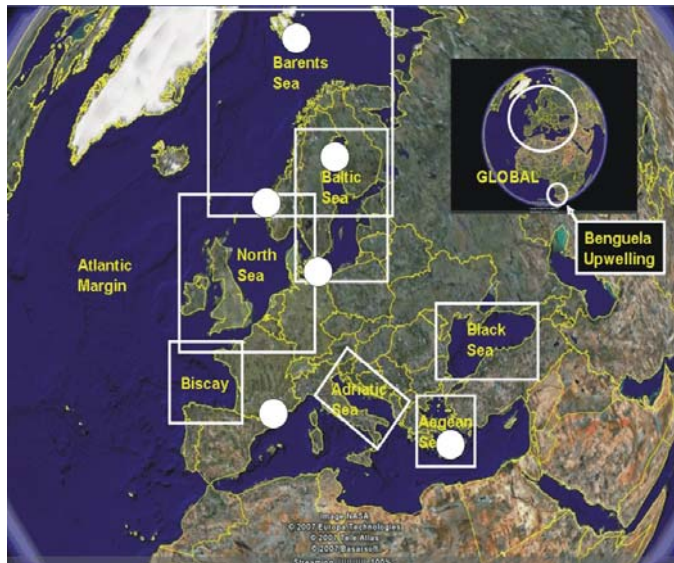 Barents
Sea
GLOBAL
Baltic
Sea
Benguela
Upwelling
Atlantic
Margin
North
Sea
Black
Sea
Biscay
Adriatic
Sea
Aegean
Sea
Image NASA
© 2007 Europa Technologies
© 2007 Tele Atlas
© 2007 Basarsoft
Streaming